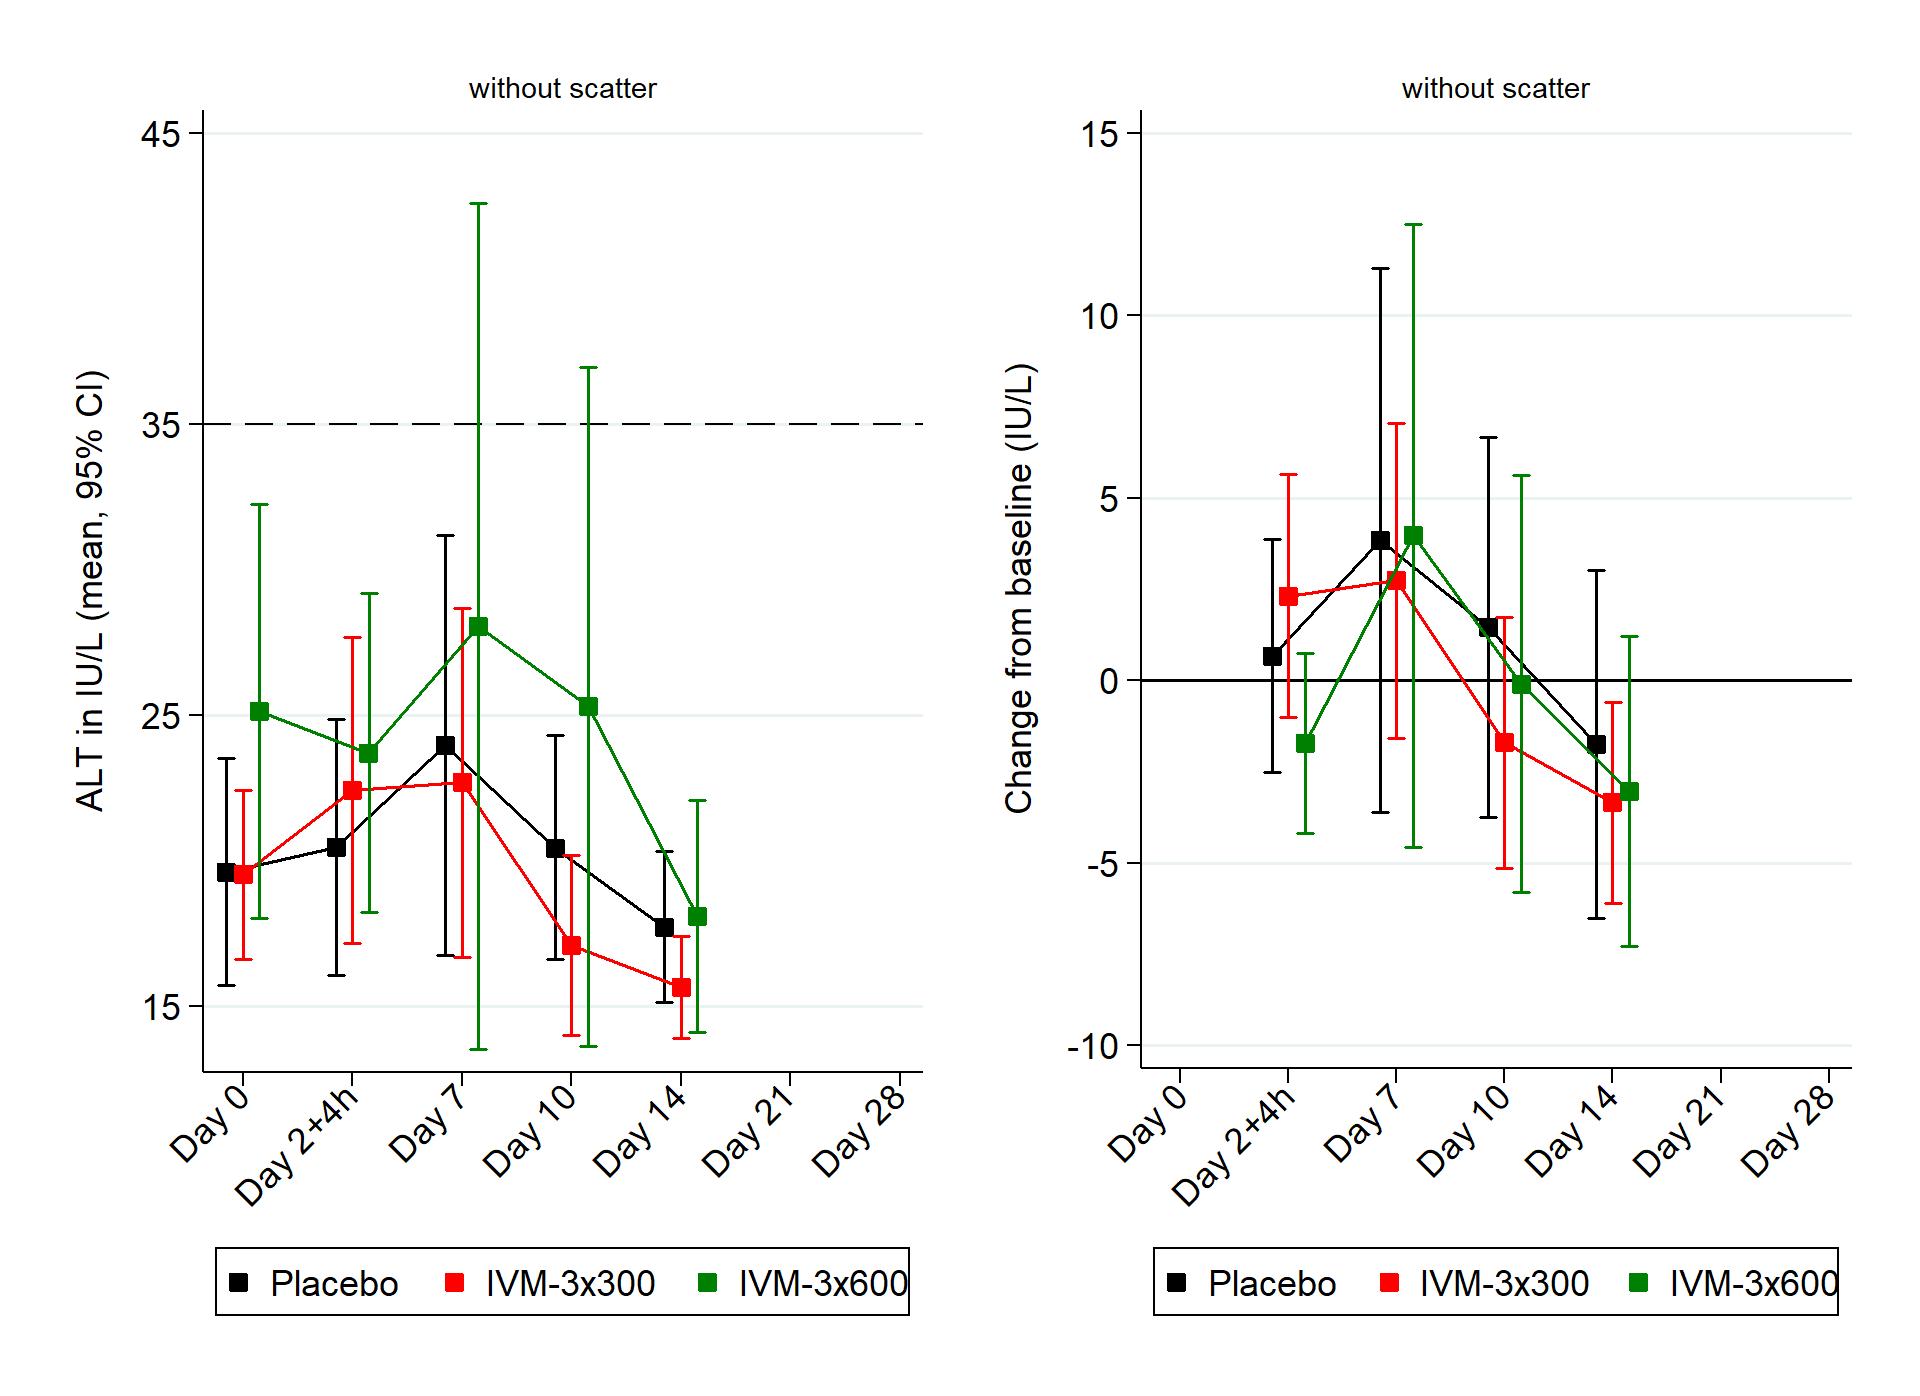 without scatter
45
35
25
15
ALT in IU/L (mean, 95% CI)
Day 0
Day 2+4h
Day 7
Day 10
Day 14
Day 21
Day 28
Placebo IVM-3x300 IVM-3x600
without scatter
15
10
5
0
-5
-10
Change from baseline (IU/L)
Day 0
Day 2+4h
Day 7
Day 10
Day 14
Day 21
Day 28
Placebo IVM-3x300 IVM-3x600